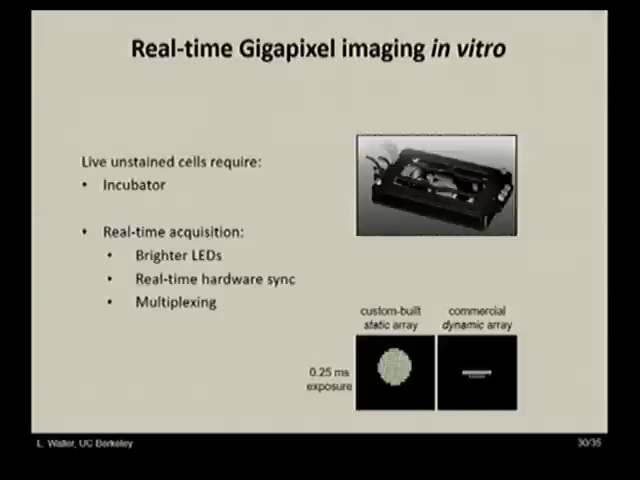 Real-time Gigapixel imaging in vitro
Live unstained cells require:
• Incubator
• Real-time acquisition:
• Brighter LEDs
• Real-time hardware sync
• Multiplexing
custom-built
static array
commercial
dynamic array
0.25 ms
exposure
L. Waller, UC Berkeley
30/35